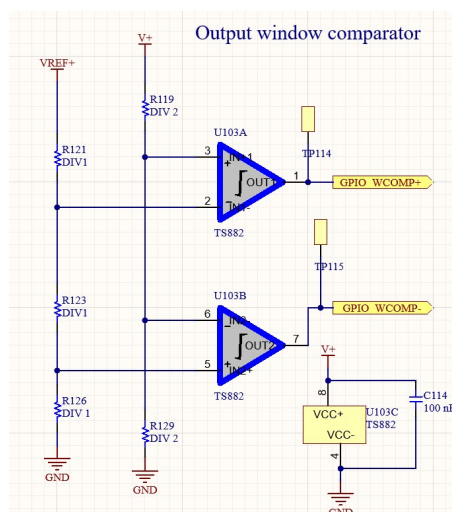 Output window comparator
V+
VREF+
R119
DIV 2
U103A
R121
DIV1
TP114
3
IN1
+
1
OUT1
GPIO_WCOMP+
2
IN1-
TS882
TP115
R123
DIV1
U103B
6
IN2-
GPIO_WCOMP-
7
OUT2
V+
5
+
IN2+
TS882
R126
DIV 1
8
C114
100 nF
VCC+
U103C
TS882
R129
DIV 2
VCC-
4
GND
GND
GND